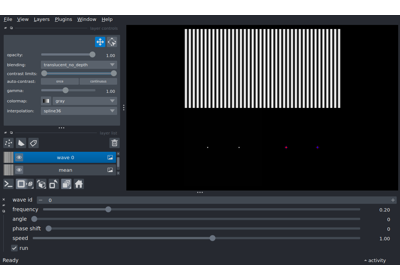 File View Layers Plugins Window Help
opacity: 1.00
blending: translucent_no_depth
contrast limits:
auto-contrast: once continuous
gamma: 1.00
colormap: gray
interpolation: spline36
wave 0
mean
wave id 0
frequency 0.20
angle 0
phase shift 0
speed 1.00
run
Ready activity